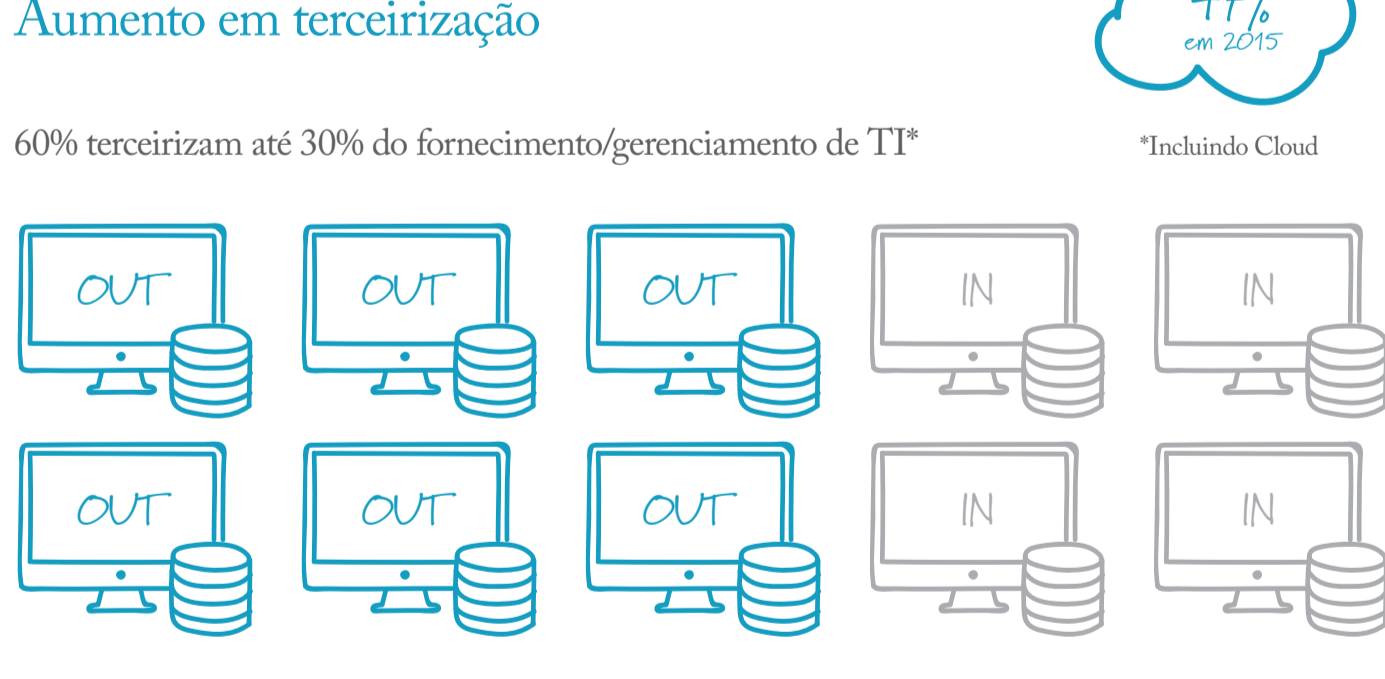 Aumento em terceirização
em 2015
60% terceirizam até 30% do fornecimento/gerenciamento de TI*
*Incluindo Cloud
OUT OUT OUT IN IN
OUT OUT OUT IN IN